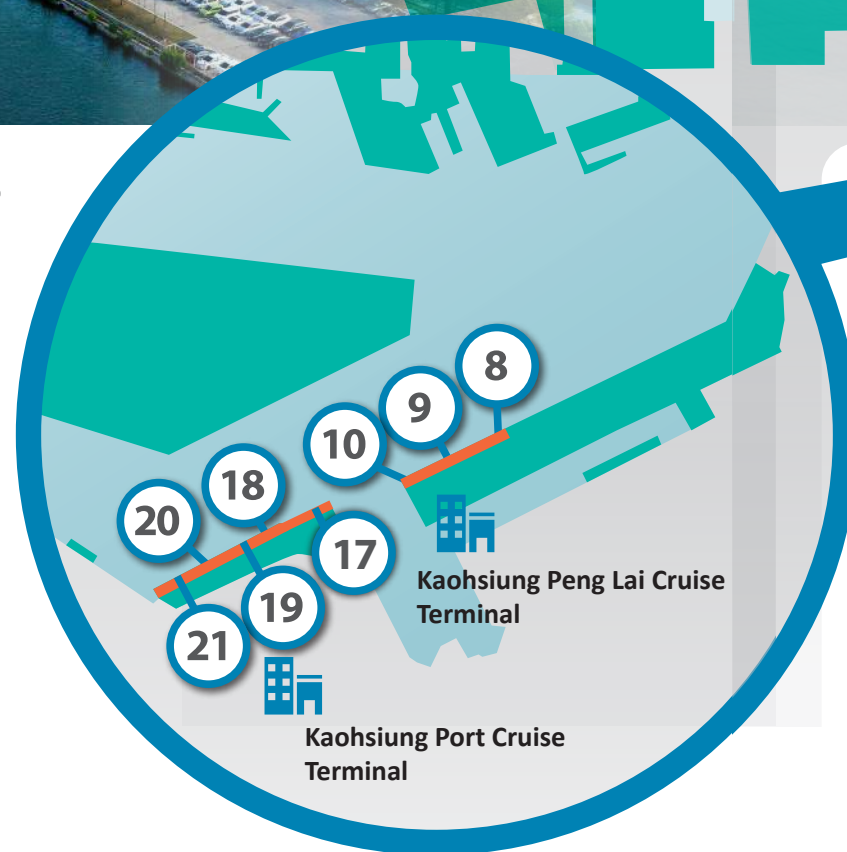 8
9
10
18
20
17
19
21
Kaohsiung Peng Lai Cruise
Terminal
Kaohsiung Port Cruise
Terminal